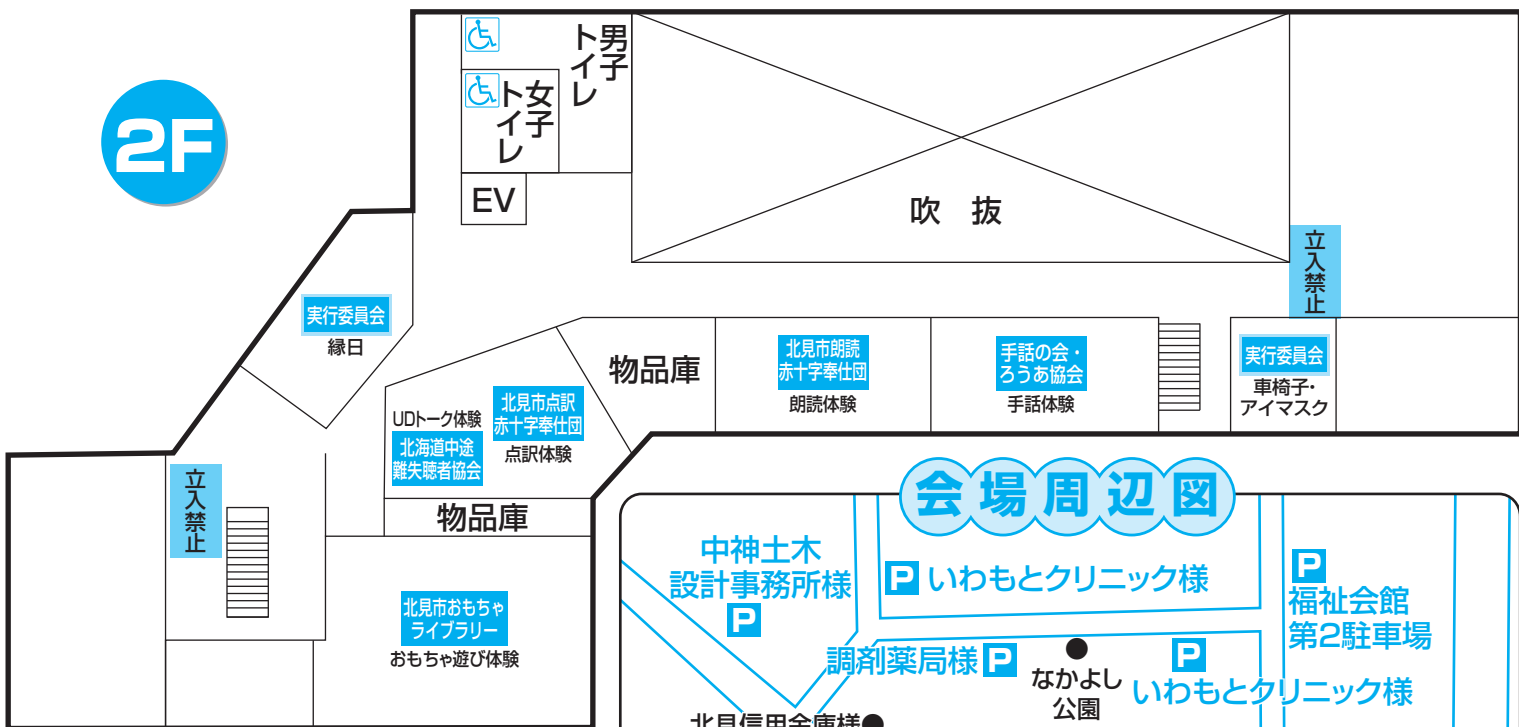 2F
男子
トイレ
女子
トイレ
EV
吹 抜
立入禁止
実行委員会
縁日
物品庫
北見市朗読
赤十字奉仕団
朗読体験
手話の会・
ろうあ協会
手話体験
実行委員会
車椅子・
アイマスク
UDトーク体験
北海道中途
難失聴者協会
北見市点訳
赤十字奉仕団
点訳体験
立入禁止
物品庫
北見市おもちゃ
ライブラリー
おもちゃ遊び体験
会場周辺図
中神土木
設計事務所様
P
P いわもとクリニック様
P
福祉会館
第2駐車場
調剤薬局様 P
なかよし
公園
P
いわもとクリニック様
北見信用金庫様